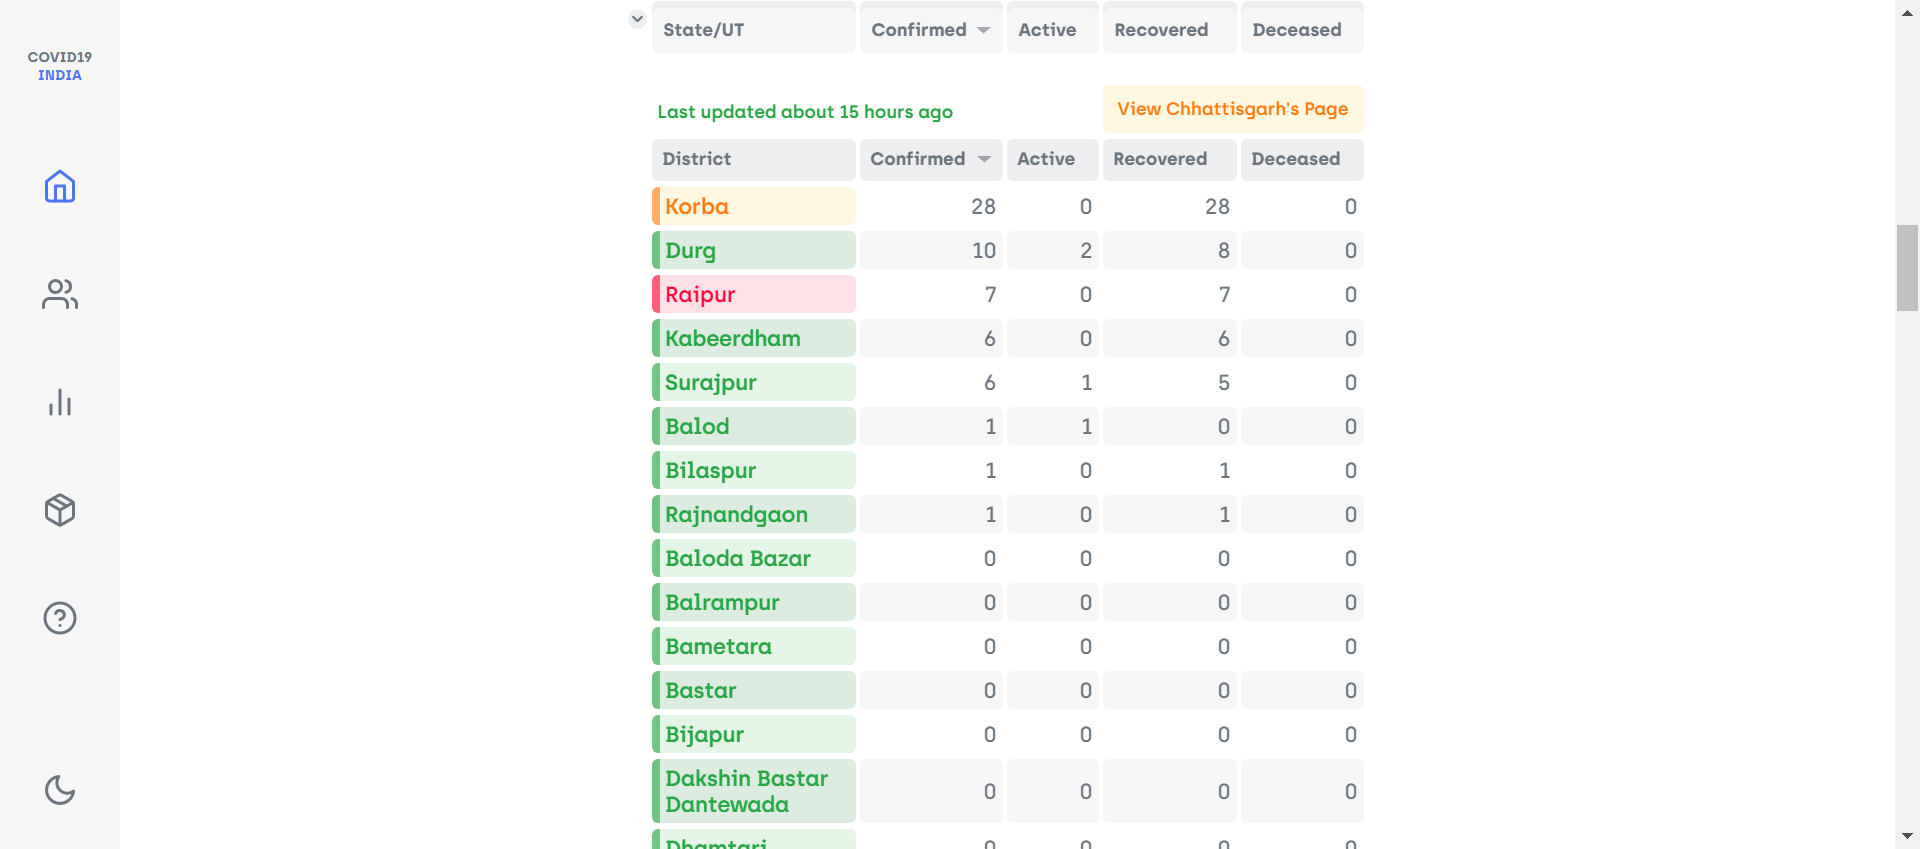 COVID19
INDIA
State/UT Confirmed Active Recovered Deceased
Last updated about 15 hours ago
View Chhattisgarh's Page
District Confirmed Active Recovered Deceased
Korba 28 0 28 0
Durg 10 2 8 0
Raipur 7 0 7 0
Kabeerdham 6 0 6 0
Surajpur 6 1 5 0
Balod 1 1 0 0
Bilaspur 1 0 1 0
Rajnandgaon 1 0 1 0
Baloda Bazar 0 0 0 0
Balrampur 0 0 0 0
Bametara 0 0 0 0
Bastar 0 0 0 0
Bijapur 0 0 0 0
Dakshin Bastar
Dantewada 0 0 0 0
Dhamtari 0 0 0 0